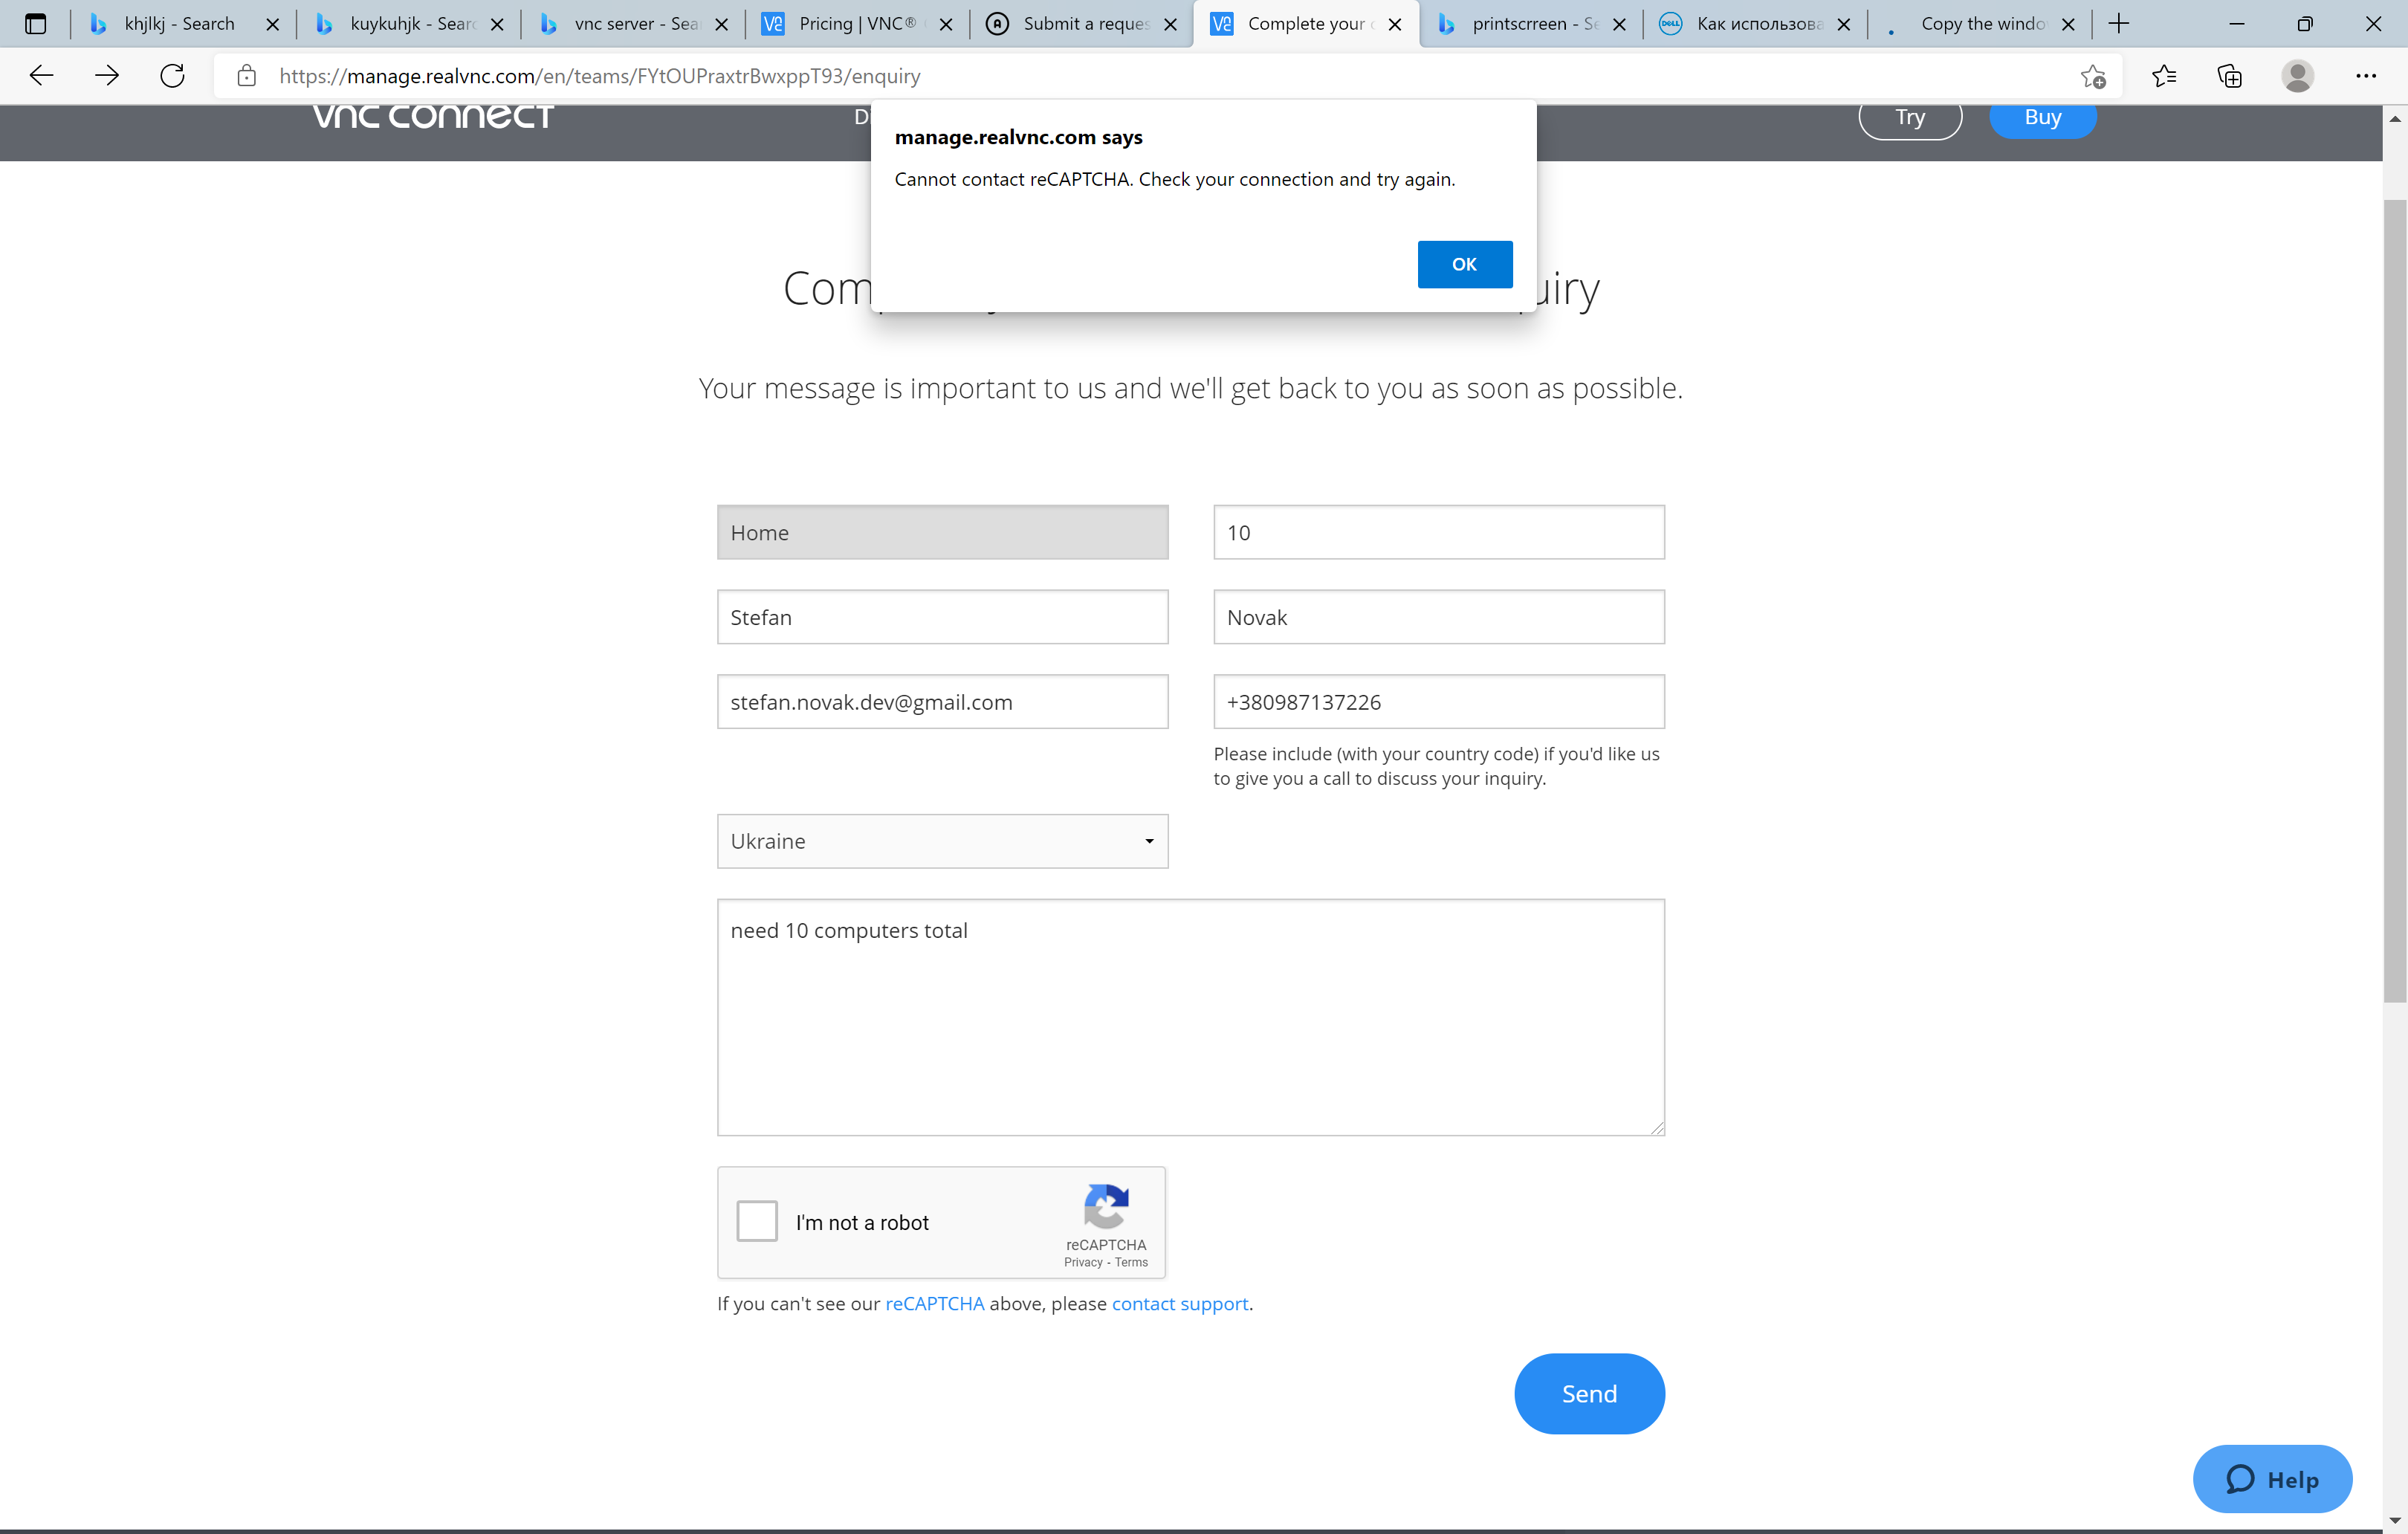 khjlkj - Search
kuykuhjk - Sear
vnc server - Sea
Pricing | VNC®
Submit a reques
Complete your
printscrreen - Se
Как использова
Copy the windo
https://manage.realvnc.com/en/teams/FYtOUPraxtrBwxppT93/enquiry
vnc connect
Try
Buy
manage.realvnc.com says
Cannot contact reCAPTCHA. Check your connection and try again.
OK
Your message is important to us and we'll get back to you as soon as possible.
Home
10
Stefan
Novak
stefan.novak.dev@gmail.com
+380987137226
Please include (with your country code) if you'd like us
to give you a call to discuss your inquiry.
Ukraine
need 10 computers total
I'm not a robot
reCAPTCHA
Privacy - Terms
If you can't see our reCAPTCHA above, please contact support.
Send
Help